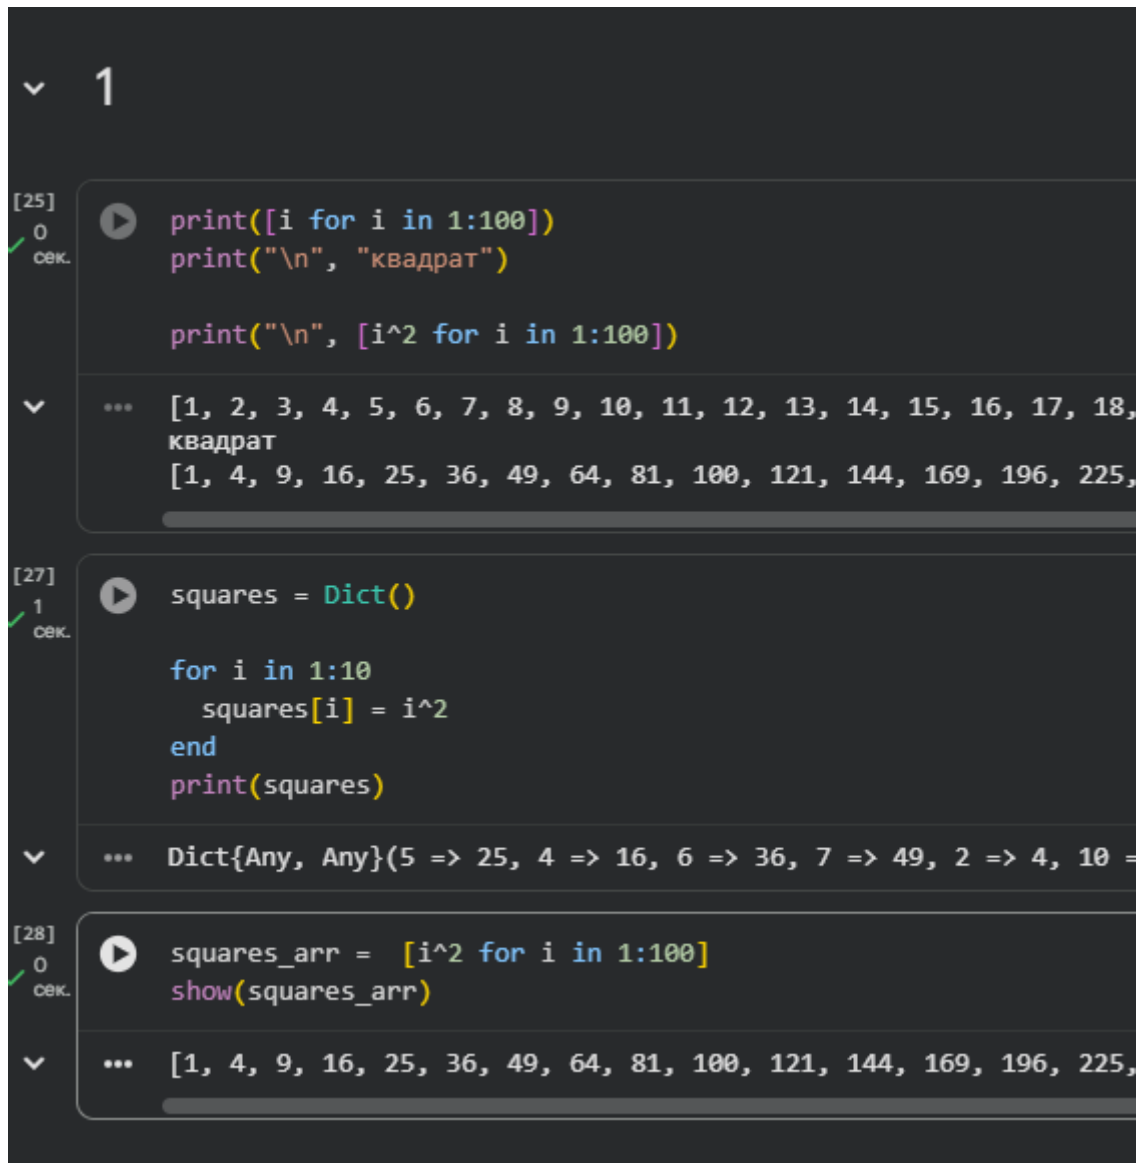 1
[25]
0
сек.
print([i for i in 1:100])
print("\n", "квадрат")
print("\n", [i^2 for i in 1:100])
[1, 2, 3, 4, 5, 6, 7, 8, 9, 10, 11, 12, 13, 14, 15, 16, 17, 18,
квадрат
[1, 4, 9, 16, 25, 36, 49, 64, 81, 100, 121, 144, 169, 196, 225,
[27]
1
сек.
squares = Dict()
for i in 1:10
  squares[i] = i^2
end
print(squares)
Dict{Any, Any}(5 => 25, 4 => 16, 6 => 36, 7 => 49, 2 => 4, 10 =
[28]
0
сек.
squares_arr =  [i^2 for i in 1:100]
show(squares_arr)
[1, 4, 9, 16, 25, 36, 49, 64, 81, 100, 121, 144, 169, 196, 225,